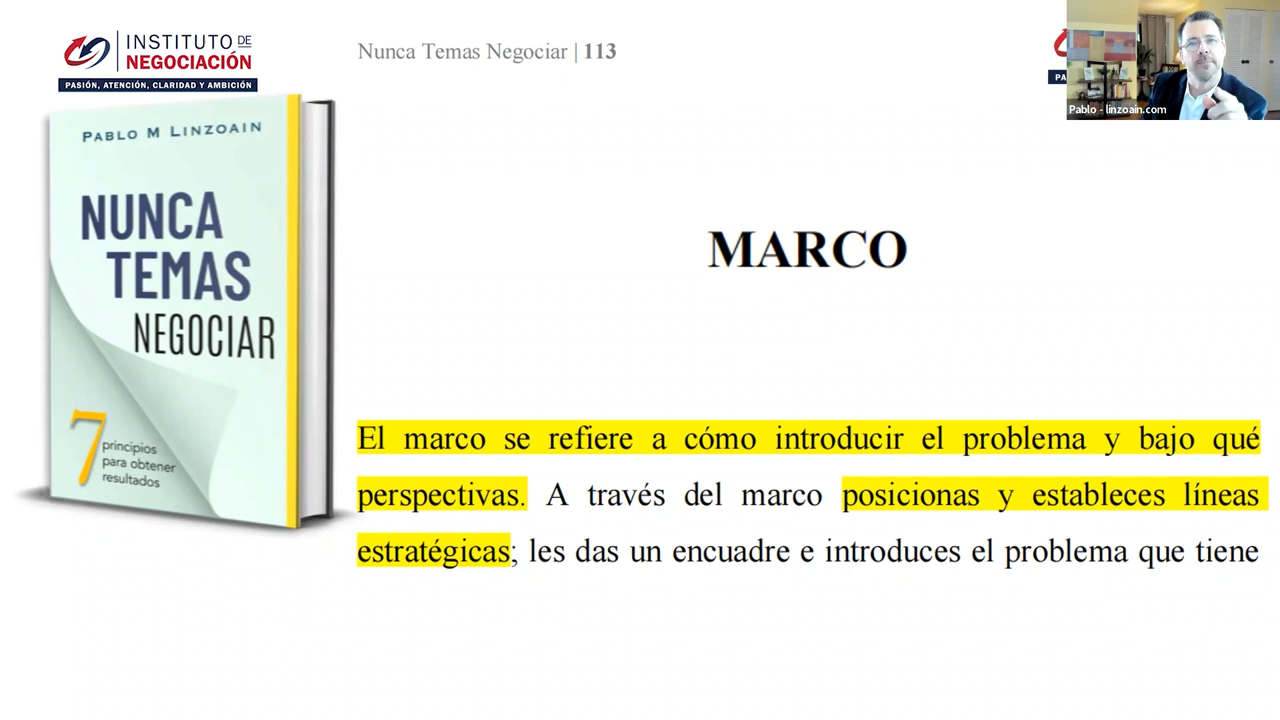 INSTITUTO DE
NEGOCIACIÓN
PASIÓN, ATENCIÓN, CLARIDAD Y AMBICIÓN
Nunca Temas Negociar | 113
PA
Pablo - linzoain.com
PABLO M LINZOAIN
NUNCA
TEMAS
NEGOCIAR
7
principios
para obtener
resultados
MARCO
El marco se refiere a cómo introducir el problema y bajo qué
perspectivas. A través del marco posicionas y estableces líneas
estratégicas; les das un encuadre e introduces el problema que tiene